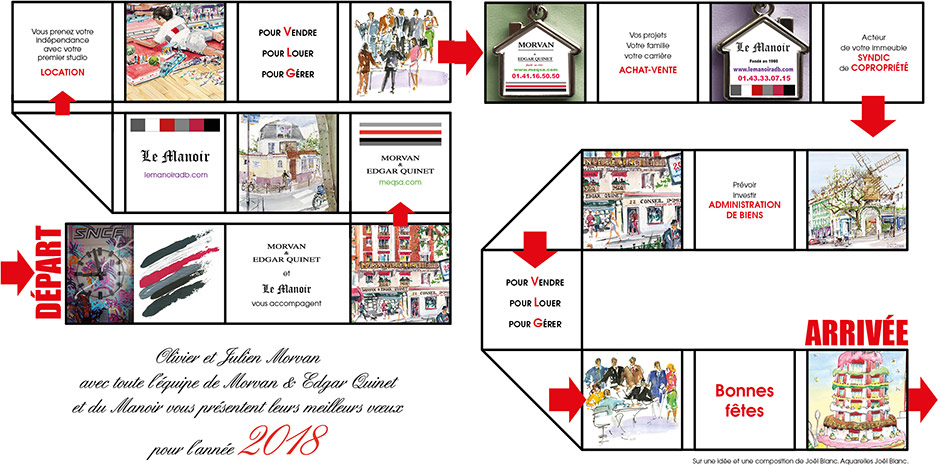 DÉPART
SNCF
MORVAN
&
EDGAR QUINET
et
Le Manoir
vous accompagnent
Le Manoir
lemanoiradb.com
MORVAN
&
EDGAR QUINET
meqsa.com
Vous prenez votre
indépendance
avec votre
premier studio
LOCATION
POUR VENDRE
POUR LOUER
POUR GÉRER
MORVAN
&
EDGAR QUINET
www.meqsa.com
01.41.16.50.50
Vos projets
Votre famille
votre carrière
ACHAT-VENTE
Le Manoir
Fondé en 1980
www.lemanoiradb.com
01.43.33.07.15
Acteur
de votre immeuble
SYNDIC
de COPROPRIÉTÉ
Prévoir
Investir
ADMINISTRATION
DE BIENS
LE CONSEIL
POUR VENDRE
POUR LOUER
POUR GÉRER
Bonnes
fêtes
ARRIVÉE
Olivier et Julien Morvan
avec toute l'équipe de Morvan & Edgar Quinet
et du Manoir vous présentent leurs meilleurs vœux
pour l'année 2018
Sur une idée et une composition de Joël Blanc. Aquarelles Joël Blanc.